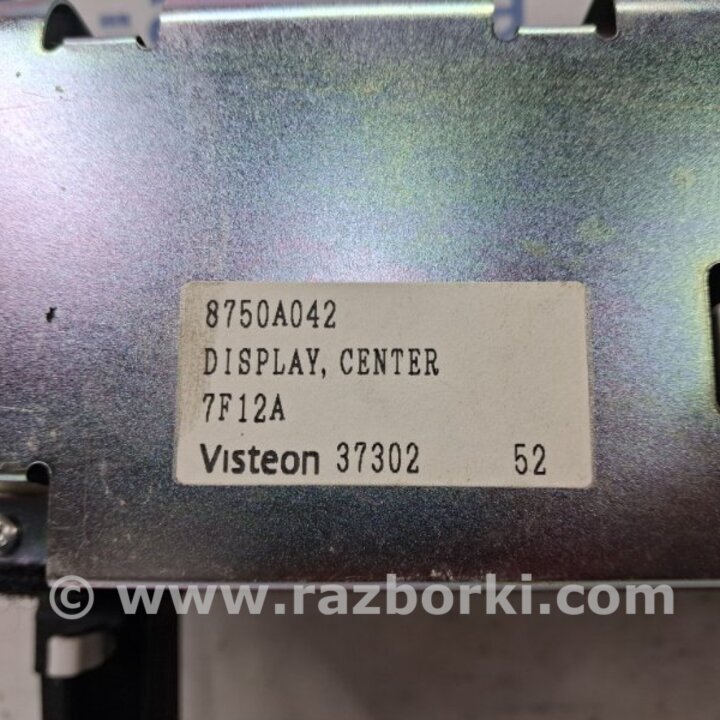 8750A042
DISPLAY, CENTER
7F12A
Visteon 37302 52
© www.razborki.com